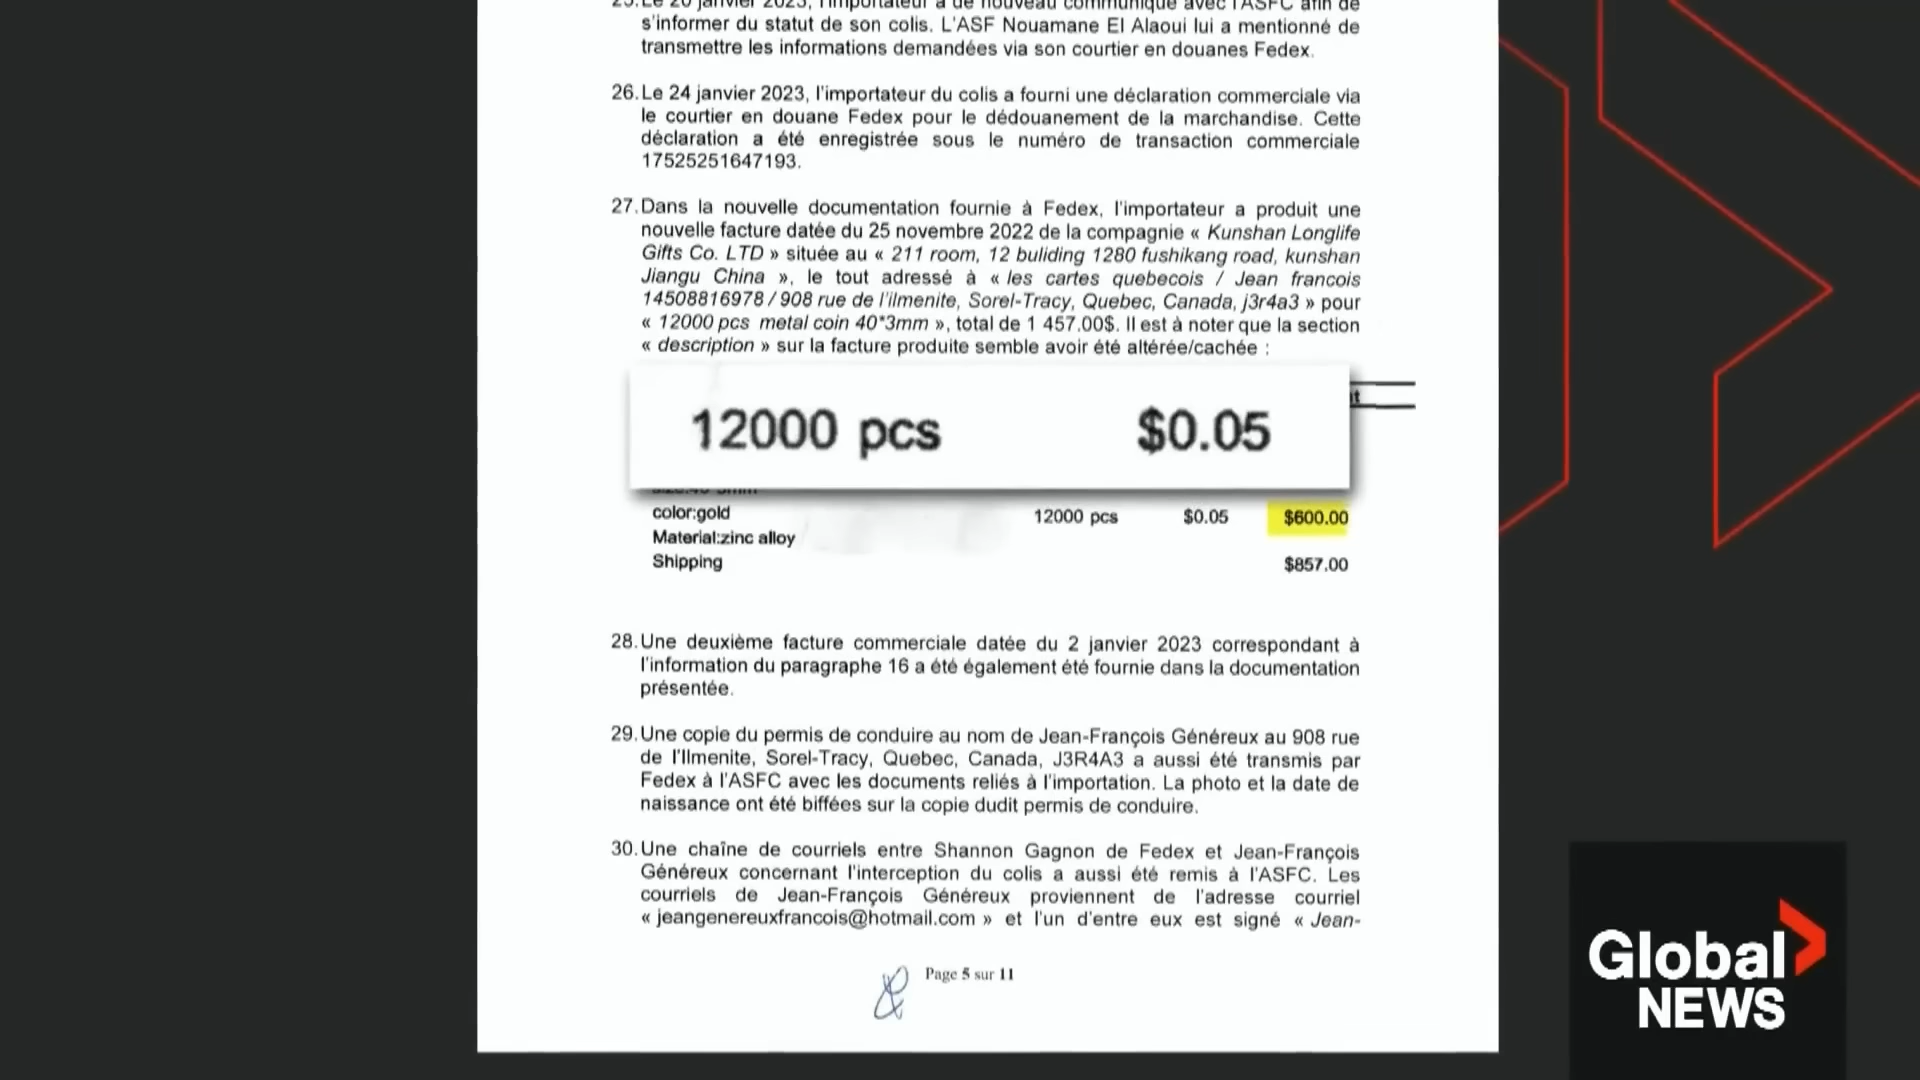 25. Le 20 janvier 2023, l'importateur a de nouveau communiqué avec l'ASFC afin de
s'informer du statut de son colis. L'ASF Nouamane El Alaoui lui a mentionné de
transmettre les informations demandées via son courtier en douanes Fedex.
26. Le 24 janvier 2023, l'importateur du colis a fourni une déclaration commerciale via
le courtier en douane Fedex pour le dédouanement de la marchandise. Cette
déclaration a été enregistrée sous le numéro de transaction commerciale
17525251647193.
27. Dans la nouvelle documentation fournie à Fedex, l'importateur a produit une
nouvelle facture datée du 25 novembre 2022 de la compagnie « Kunshan Longlife
Gifts Co. LTD » située au « 211 room, 12 buliding 1280 fushikang road, kunshan
Jiangu China », le tout adressé à « les cartes quebecois / Jean francois
14508816978 / 908 rue de l'ilmenite, Sorel-Tracy, Quebec, Canada, j3r4a3 » pour
« 12000 pcs metal coin 40*3mm », total de 1 457.00$. Il est à noter que la section
« description » sur la facture produite semble avoir été altérée/cachée :
12000 pcs $0.05
color:gold 12000 pcs $0.05 $600.00
Material:zinc alloy
Shipping $857.00
28. Une deuxième facture commerciale datée du 2 janvier 2023 correspondant à
l'information du paragraphe 16 a été également été fournie dans la documentation
présentée.
29. Une copie du permis de conduire au nom de Jean-François Généreux au 908 rue
de l'Ilmenite, Sorel-Tracy, Quebec, Canada, J3R4A3 a aussi été transmis par
Fedex à l'ASFC avec les documents reliés à l'importation. La photo et la date de
naissance ont été biffées sur la copie dudit permis de conduire.
30. Une chaîne de courriels entre Shannon Gagnon de Fedex et Jean-François
Généreux concernant l'interception du colis a aussi été remis à l'ASFC. Les
courriels de Jean-François Généreux proviennent de l'adresse courriel
« jeangenereuxfrancois@hotmail.com » et l'un d'entre eux est signé « Jean-
Page 5 sur 11
Global
NEWS